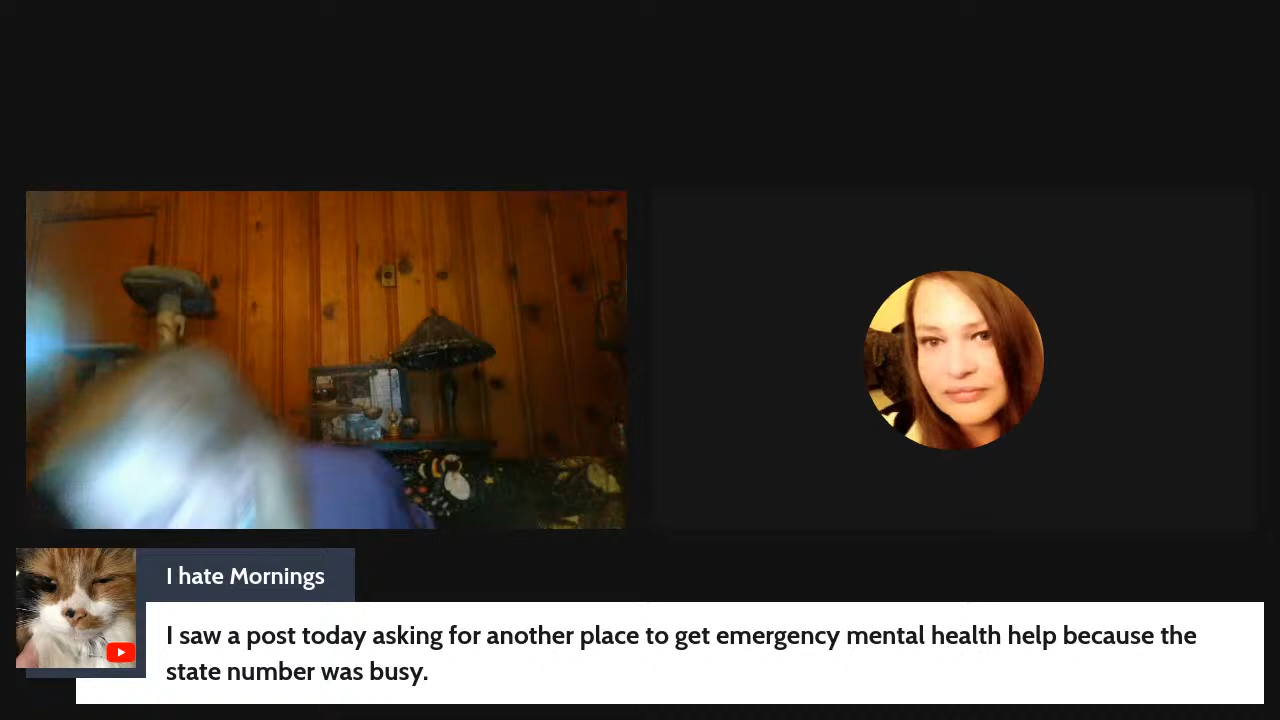 I hate Mornings
I saw a post today asking for another place to get emergency mental health help because the
state number was busy.